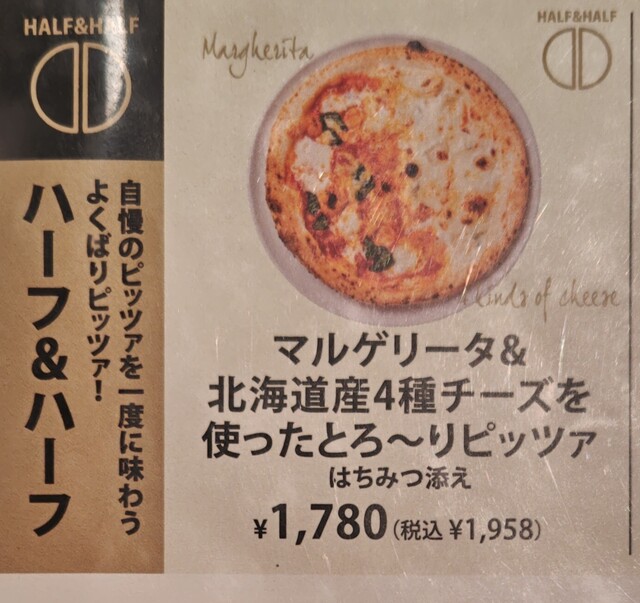 HALF&HALF
自慢のピッツァを一度に味わう
よくばりピッツァ!
ハーフ&ハーフ
Margherita
HALF&HALF
kinds of cheese
マルゲリータ&
北海道産4種チーズを
使ったとろ〜りピッツァ
はちみつ添え
¥1,780(税込 ¥1,958)